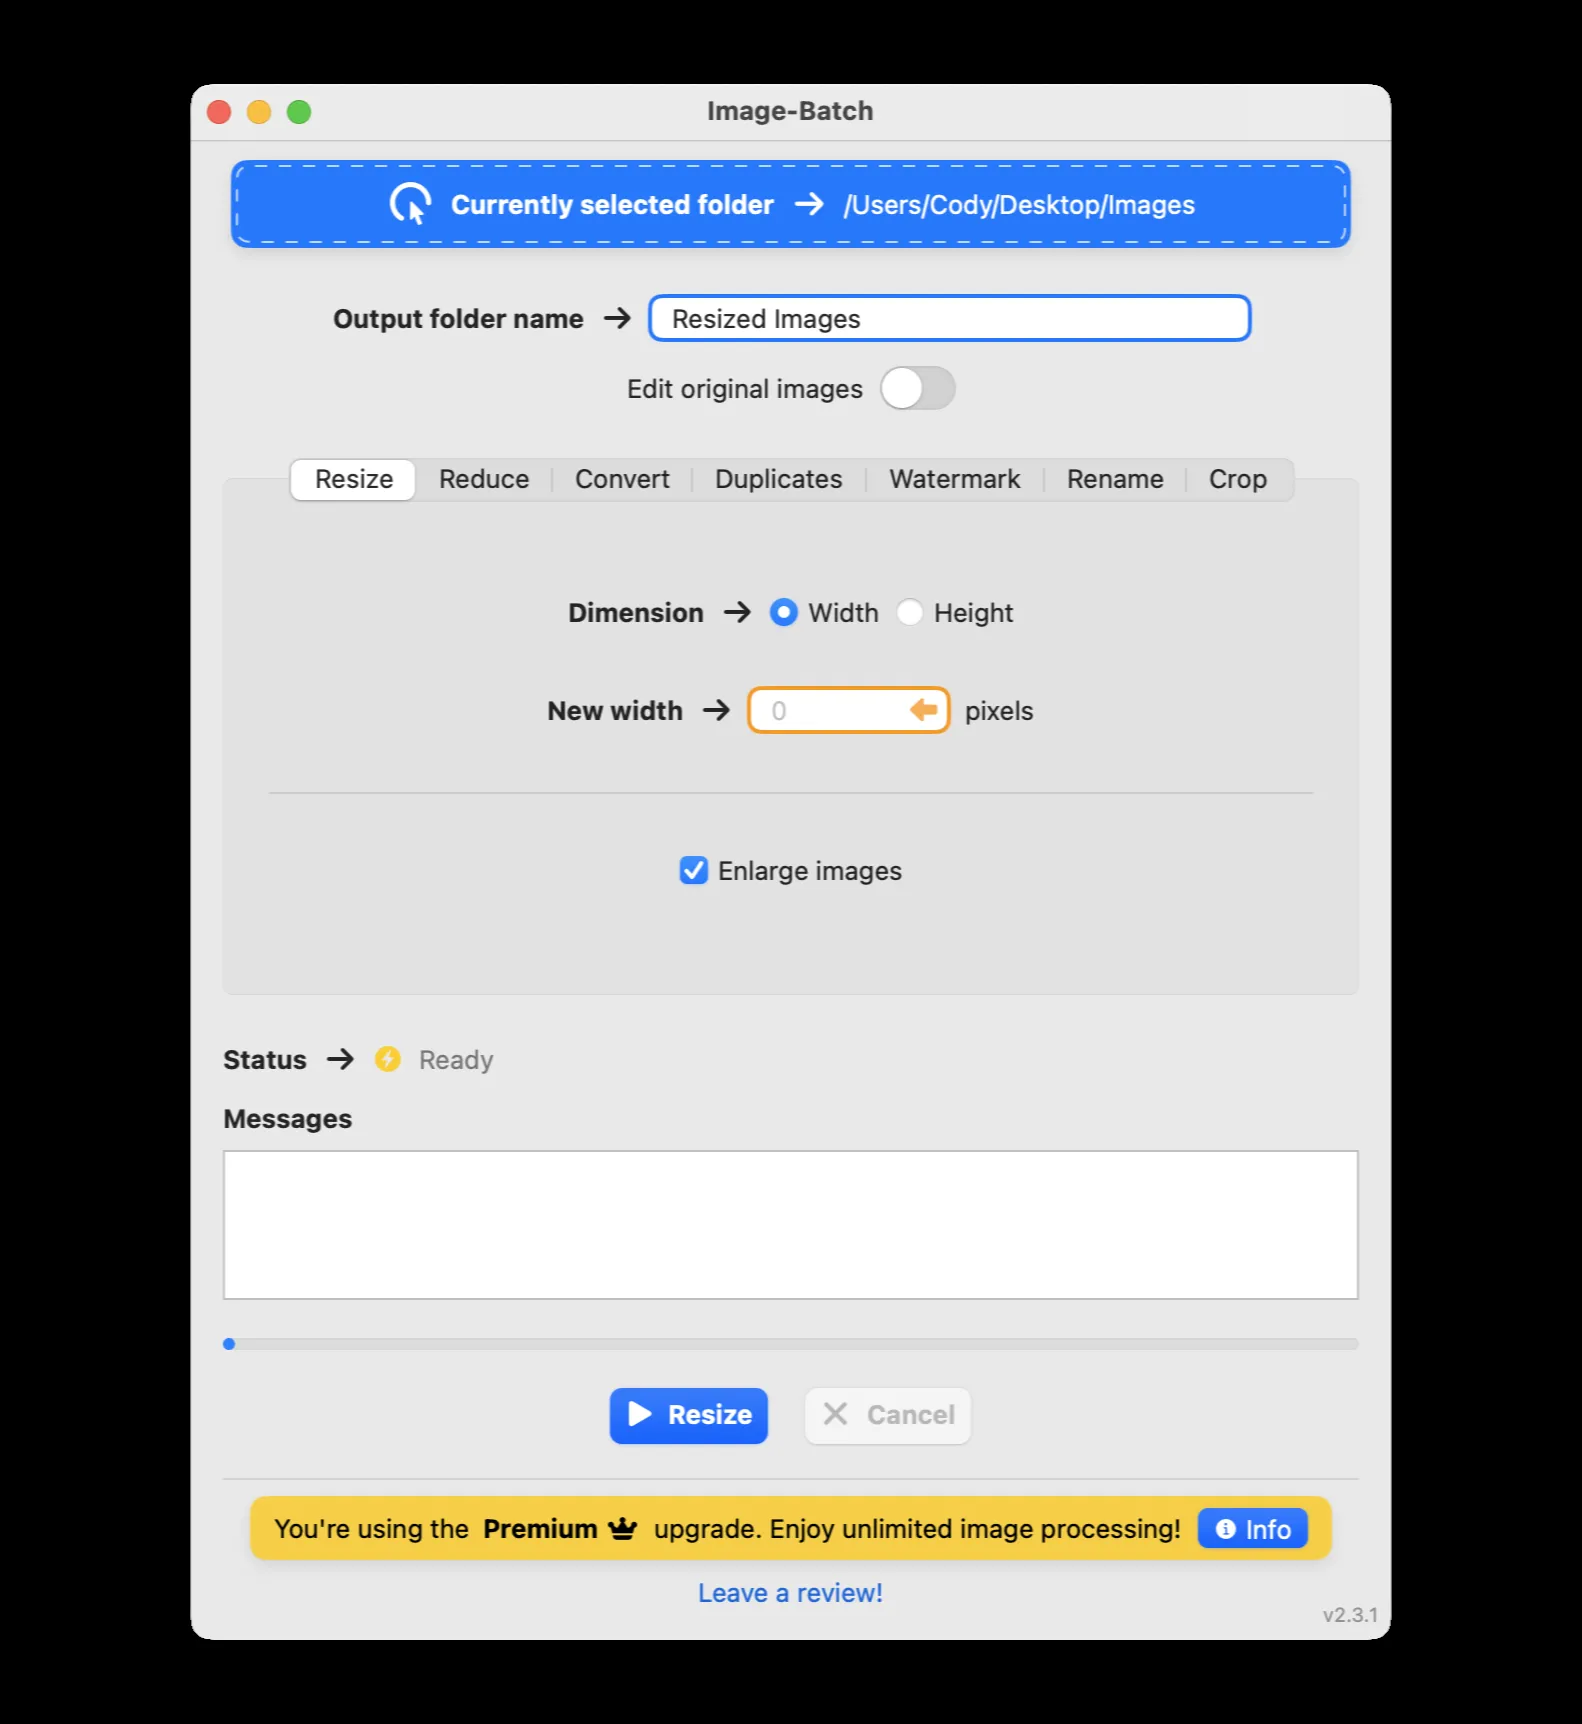 Image-Batch
Currently selected folder → /Users/Cody/Desktop/Images
Output folder name → Resized Images
Edit original images
Resize Reduce Convert Duplicates Watermark Rename Crop
Dimension → Width Height
New width → 0 pixels
Enlarge images
Status → Ready
Messages
Resize Cancel
You're using the Premium upgrade. Enjoy unlimited image processing! Info
Leave a review!
v2.3.1